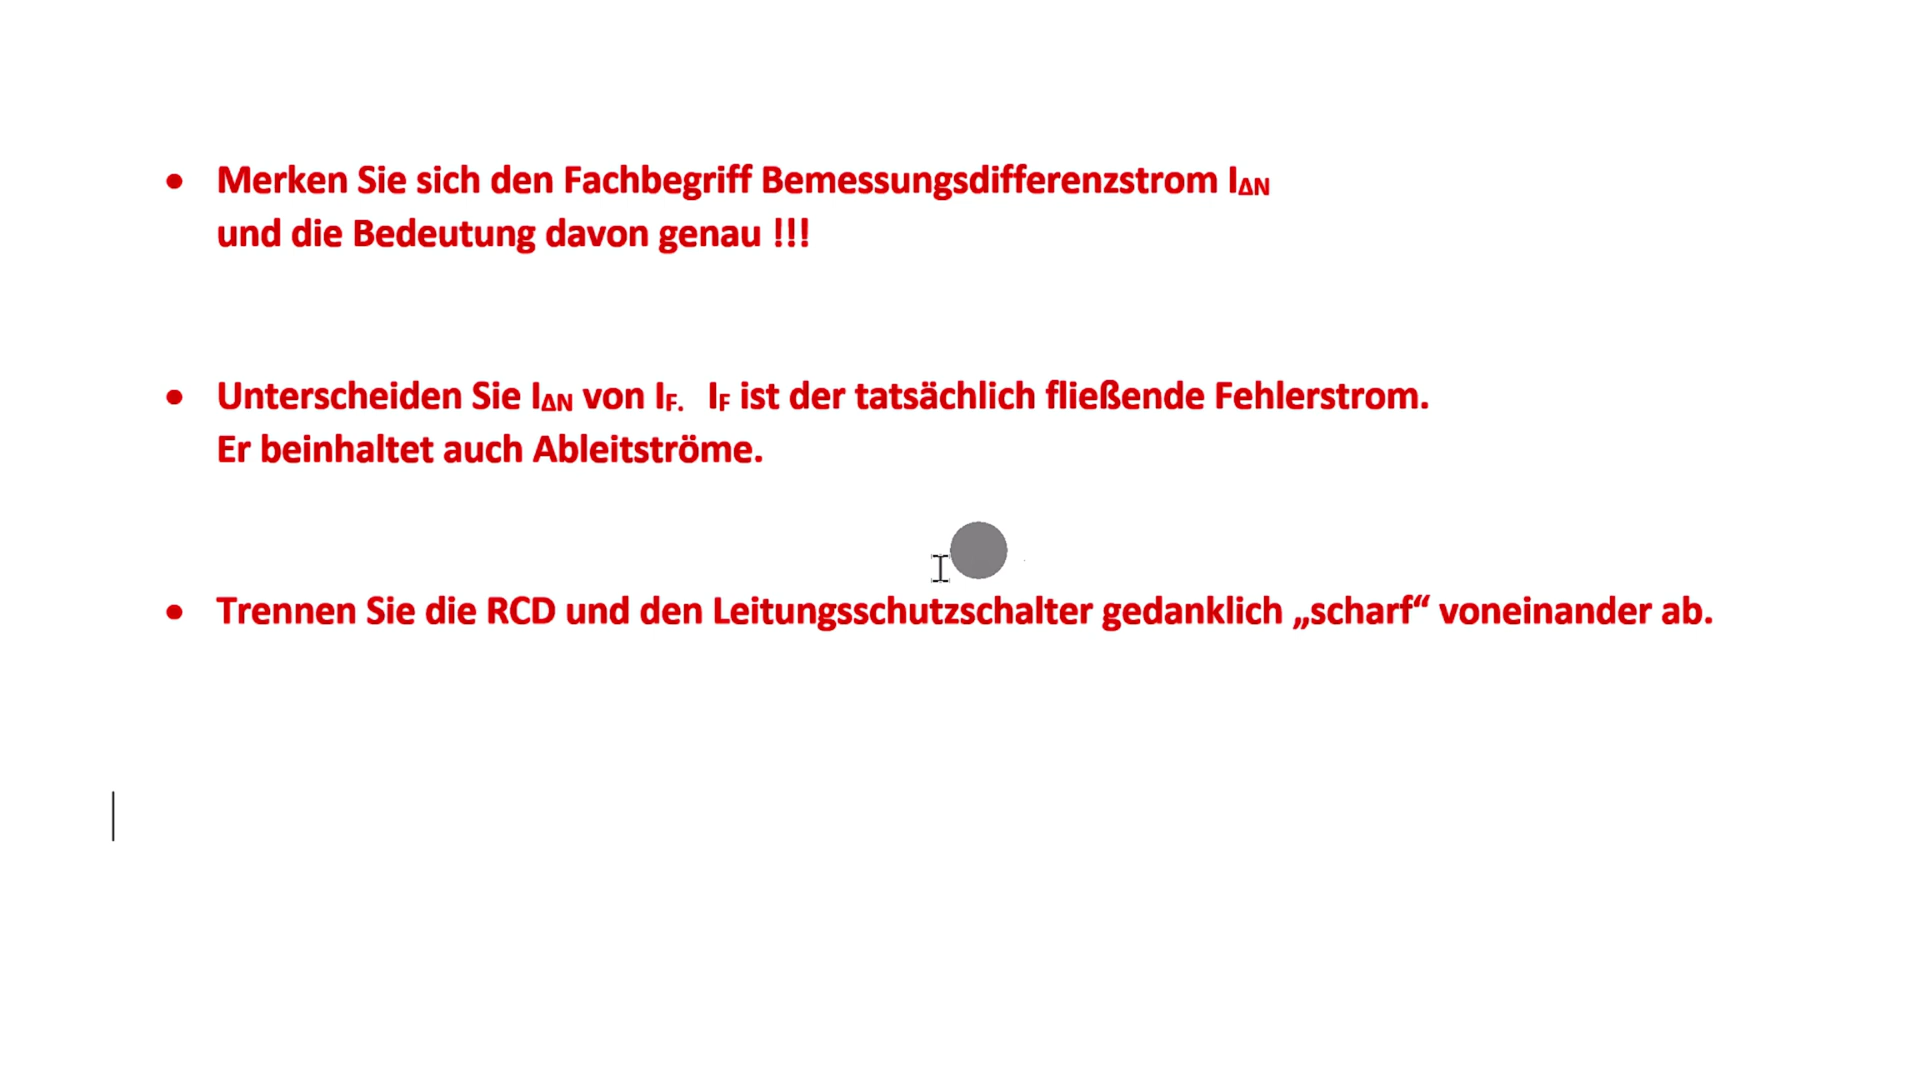 • Merken Sie sich den Fachbegriff Bemessungsdifferenzstrom IΔN
und die Bedeutung davon genau !!!
• Unterscheiden Sie IΔN von IF. IF ist der tatsächlich fließende Fehlerstrom.
Er beinhaltet auch Ableitströme.
• Trennen Sie die RCD und den Leitungsschutzschalter gedanklich „scharf“ voneinander ab.